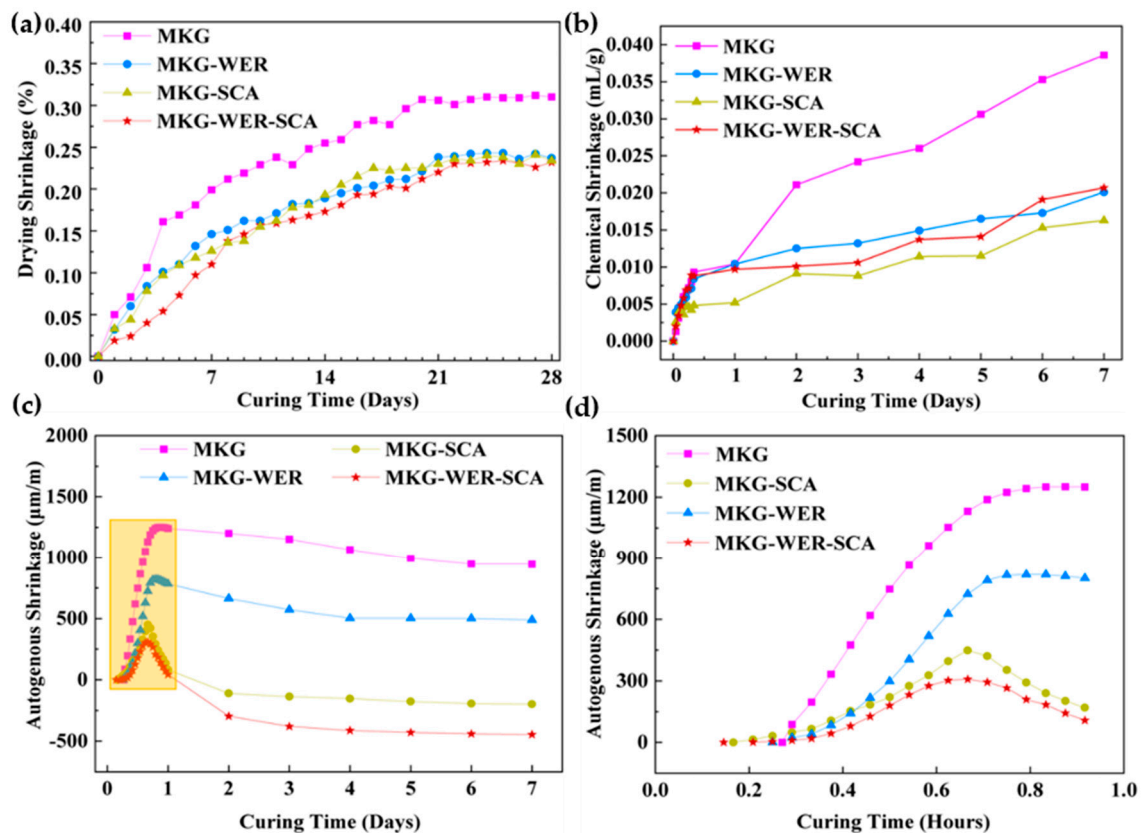 (a)
0.40
0.35
0.30
0.25
0.20
0.15
0.10
0.05
0.00
Drying Shrinkage (%)
MKG
MKG-WER
MKG-SCA
MKG-WER-SCA
0 7 14 21 28
Curing Time (Days)
(b)
0.040
0.035
0.030
0.025
0.020
0.015
0.010
0.005
0.000
Chemical Shrinkage (mL/g)
MKG
MKG-WER
MKG-SCA
MKG-WER-SCA
0 1 2 3 4 5 6 7
Curing Time (Days)
(c)
2000
1500
1000
500
0
-500
Autogenous Shrinkage (μm/m)
MKG MKG-SCA
MKG-WER MKG-WER-SCA
0 1 2 3 4 5 6 7
Curing Time (Days)
(d)
1500
1200
900
600
300
0
Autogenous Shrinkage (μm/m)
MKG
MKG-SCA
MKG-WER
MKG-WER-SCA
0.0 0.2 0.4 0.6 0.8 1.0
Curing Time (Hours)